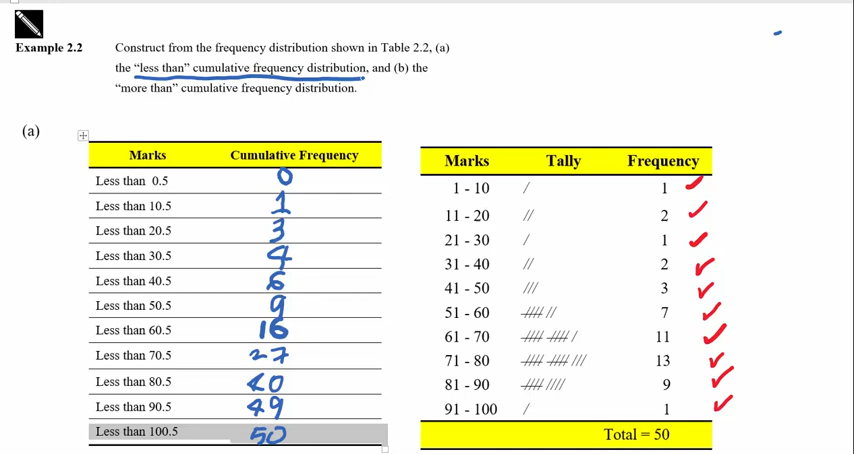 Example 2.2 Construct from the frequency distribution shown in Table 2.2, (a)
the “less than” cumulative frequency distribution, and (b) the
“more than” cumulative frequency distribution.
(a)
Marks Cumulative Frequency
Less than 0.5 0
Less than 10.5 1
Less than 20.5 3
Less than 30.5 4
Less than 40.5 6
Less than 50.5 9
Less than 60.5 16
Less than 70.5 27
Less than 80.5 40
Less than 90.5 49
Less than 100.5 50
Marks Tally Frequency
1 - 10 / 1
11 - 20 // 2
21 - 30 / 1
31 - 40 // 2
41 - 50 /// 3
51 - 60 //// // 7
61 - 70 //// //// / 11
71 - 80 //// //// /// 13
81 - 90 //// //// 9
91 - 100 / 1
Total = 50